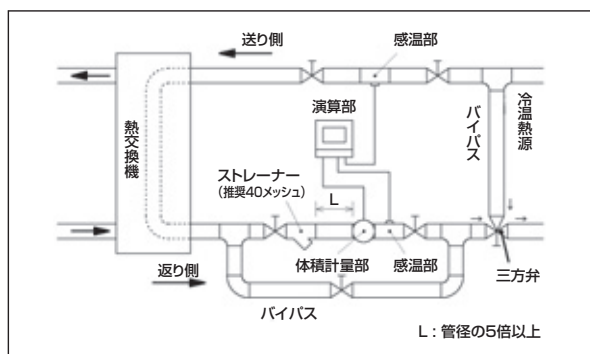 送り側
感温部
演算部
熱交換機
バイパス
冷温熱源
ストレーナー
(推奨40メッシュ)
L
体積計量部
感温部
三方弁
返り側
バイパス
L：管径の5倍以上